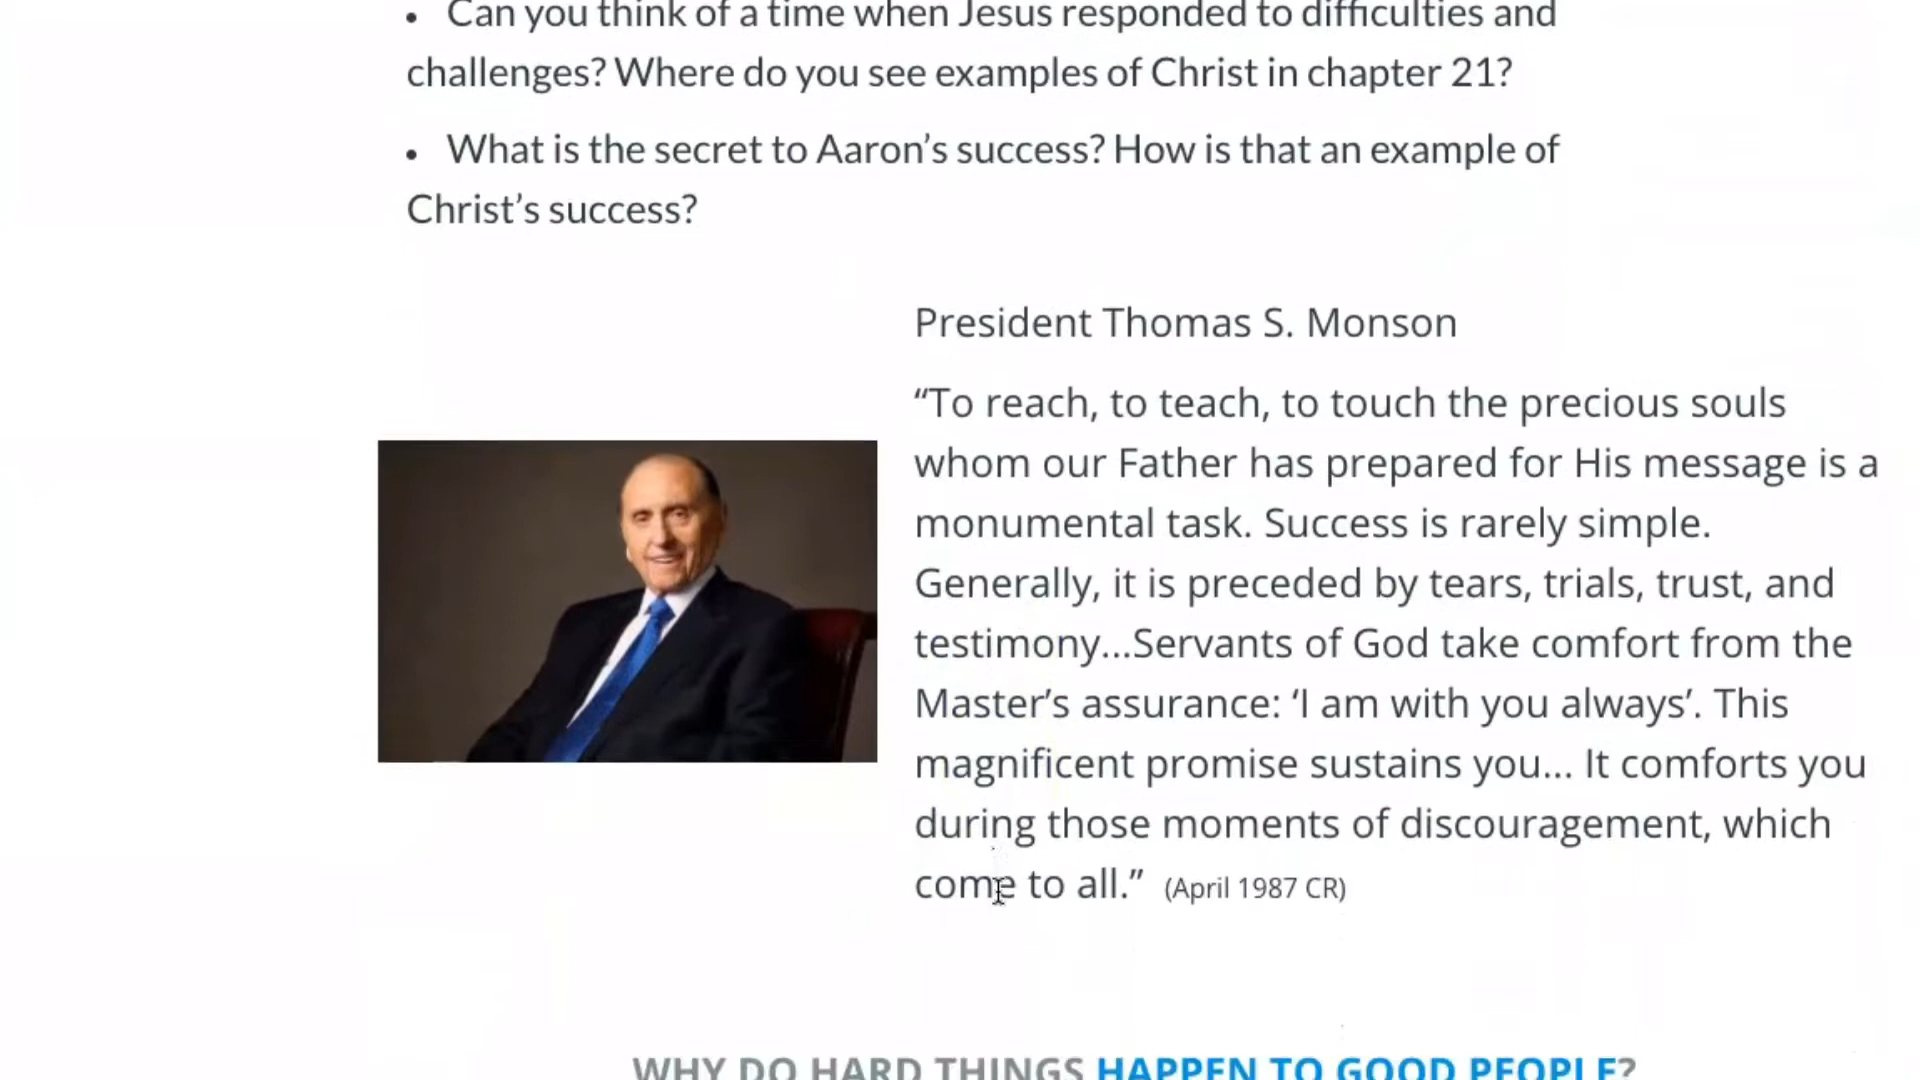 • Can you think of a time when Jesus responded to difficulties and
challenges? Where do you see examples of Christ in chapter 21?
• What is the secret to Aaron’s success? How is that an example of
Christ’s success?
President Thomas S. Monson
“To reach, to teach, to touch the precious souls
whom our Father has prepared for His message is a
monumental task. Success is rarely simple.
Generally, it is preceded by tears, trials, trust, and
testimony...Servants of God take comfort from the
Master’s assurance: ‘I am with you always’. This
magnificent promise sustains you... It comforts you
during those moments of discouragement, which
come to all.” (April 1987 CR)
WHY DO HARD THINGS HAPPEN TO GOOD PEOPLE?